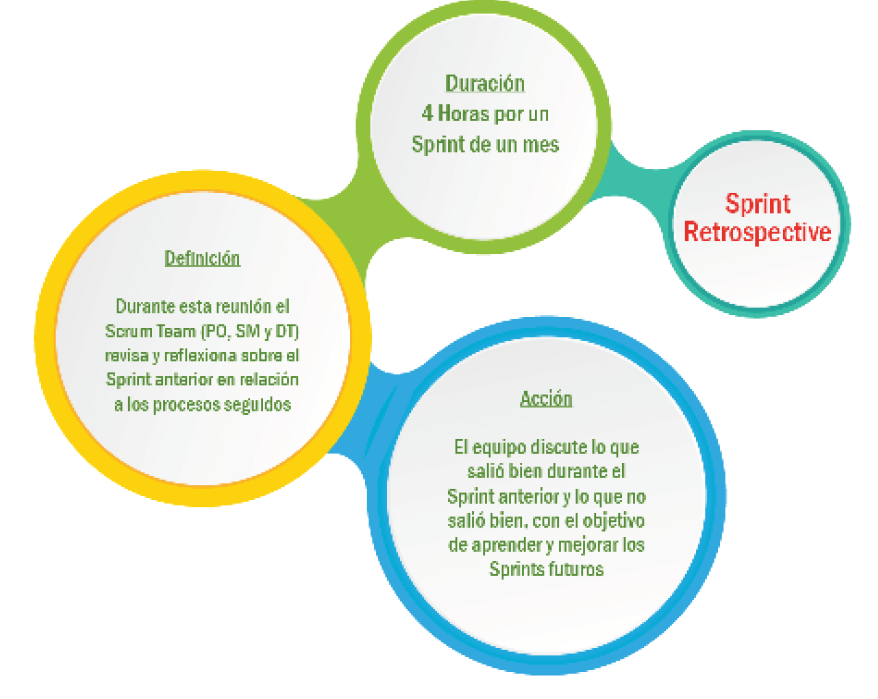 Duración
4 Horas por un
Sprint de un mes
Sprint
Retrospective
Definición
Durante esta reunión el
Scrum Team (PO, SM y DT)
revisa y reflexiona sobre el
Sprint anterior en relación
a los procesos seguidos
Acción
El equipo discute lo que
salió bien durante el
Sprint anterior y lo que no
salió bien, con el objetivo
de aprender y mejorar los
Sprints futuros